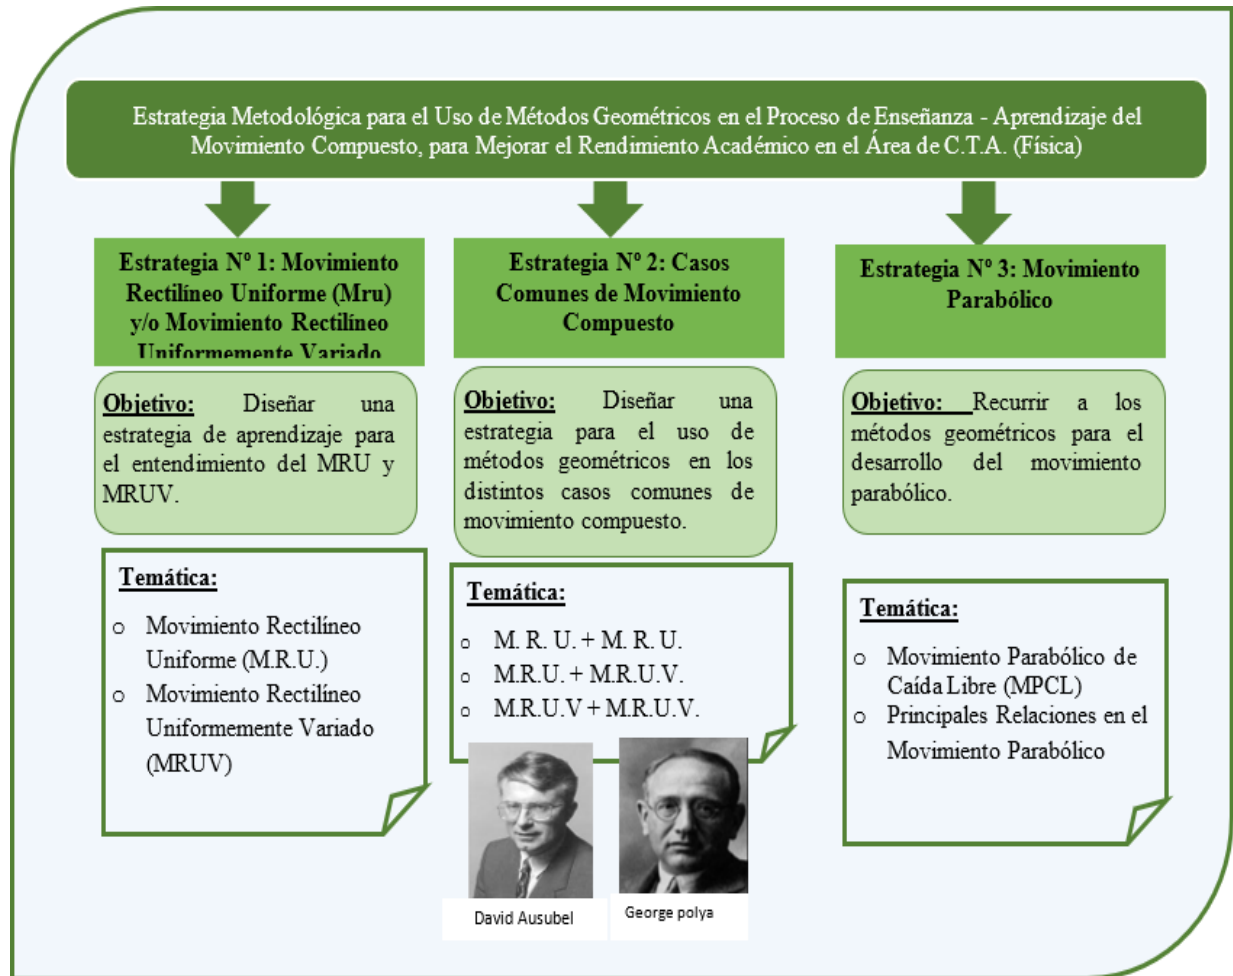 Estrategia Metodológica para el Uso de Métodos Geométricos en el Proceso de Enseñanza - Aprendizaje del
Movimiento Compuesto, para Mejorar el Rendimiento Académico en el Área de C.T.A. (Física)
Estrategia Nº 1: Movimiento
Rectilíneo Uniforme (Mru)
y/o Movimiento Rectilíneo
Uniformemente Variado
Objetivo: Diseñar una
estrategia de aprendizaje para
el entendimiento del MRU y
MRUV.
Temática:
o Movimiento Rectilíneo
Uniforme (M.R.U.)
o Movimiento Rectilíneo
Uniformemente Variado
(MRUV)
Estrategia Nº 2: Casos
Comunes de Movimiento
Compuesto
Objetivo: Diseñar una
estrategia para el uso de
métodos geométricos en los
distintos casos comunes de
movimiento compuesto.
Temática:
o M. R. U. + M. R. U.
o M.R.U. + M.R.U.V.
o M.R.U.V + M.R.U.V.
David Ausubel
George polya
Estrategia Nº 3: Movimiento
Parabólico
Objetivo: Recurrir a los
métodos geométricos para el
desarrollo del movimiento
parabólico.
Temática:
o Movimiento Parabólico de
Caída Libre (MPCL)
o Principales Relaciones en el
Movimiento Parabólico